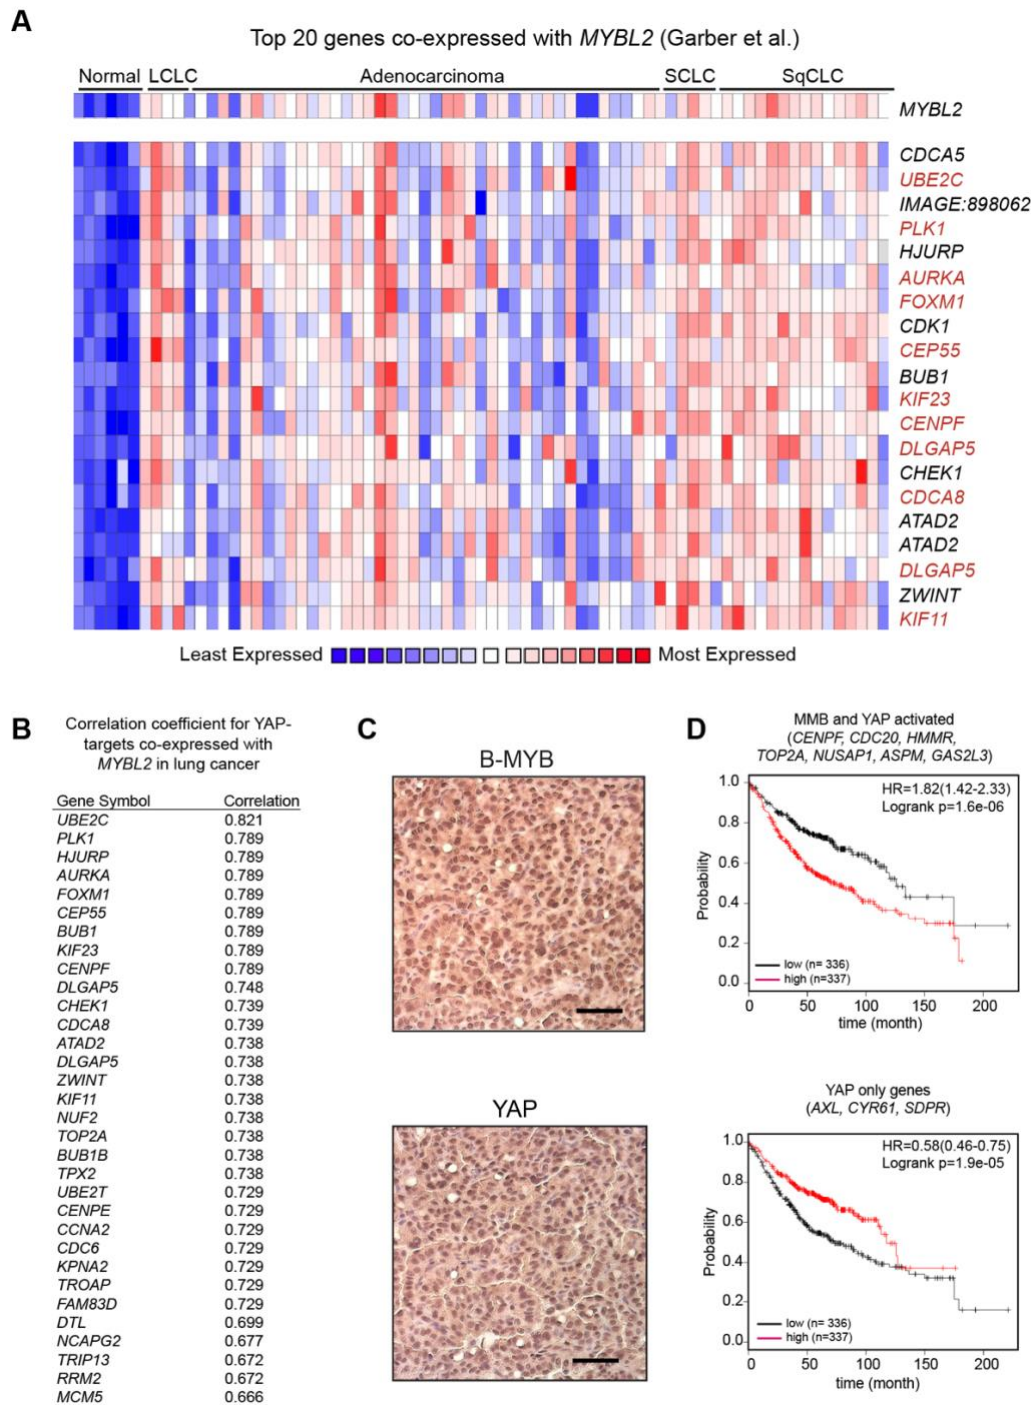 A
Top 20 genes co-expressed with MYBL2 (Garber et al.)
Normal LCLC Adenocarcinoma SCLC SqCLC
MYBL2
CDCA5
UBE2C
IMAGE:898062
PLK1
HJURP
AURKA
FOXM1
CDK1
CEP55
BUB1
KIF23
CENPF
DLGAP5
CHEK1
CDCA8
ATAD2
ATAD2
DLGAP5
ZWINT
KIF11
Least Expressed Most Expressed
B
Correlation coefficient for YAP-
targets co-expressed with
MYBL2 in lung cancer
Gene Symbol Correlation
UBE2C 0.821
PLK1 0.789
HJURP 0.789
AURKA 0.789
FOXM1 0.789
CEP55 0.789
BUB1 0.789
KIF23 0.789
CENPF 0.789
DLGAP5 0.748
CHEK1 0.739
CDCA8 0.739
ATAD2 0.738
DLGAP5 0.738
ZWINT 0.738
KIF11 0.738
NUF2 0.738
TOP2A 0.738
BUB1B 0.738
TPX2 0.738
UBE2T 0.729
CENPE 0.729
CCNA2 0.729
CDC6 0.729
KPNA2 0.729
TROAP 0.729
FAM83D 0.729
DTL 0.699
NCAPG2 0.677
TRIP13 0.672
RRM2 0.672
MCM5 0.666
C
B-MYB
YAP
D
MMB and YAP activated
(CENPF, CDC20, HMMR,
TOP2A, NUSAP1, ASPM, GAS2L3)
HR=1.82(1.42-2.33)
Logrank p=1.6e-06
Probability
1.0
0.8
0.6
0.4
0.2
0.0
low (n= 336)
high (n=337)
0 50 100 150 200
time (month)
YAP only genes
(AXL, CYR61, SDPR)
HR=0.58(0.46-0.75)
Logrank p=1.9e-05
Probability
1.0
0.8
0.6
0.4
0.2
0.0
low (n= 336)
high (n=337)
0 50 100 150 200
time (month)